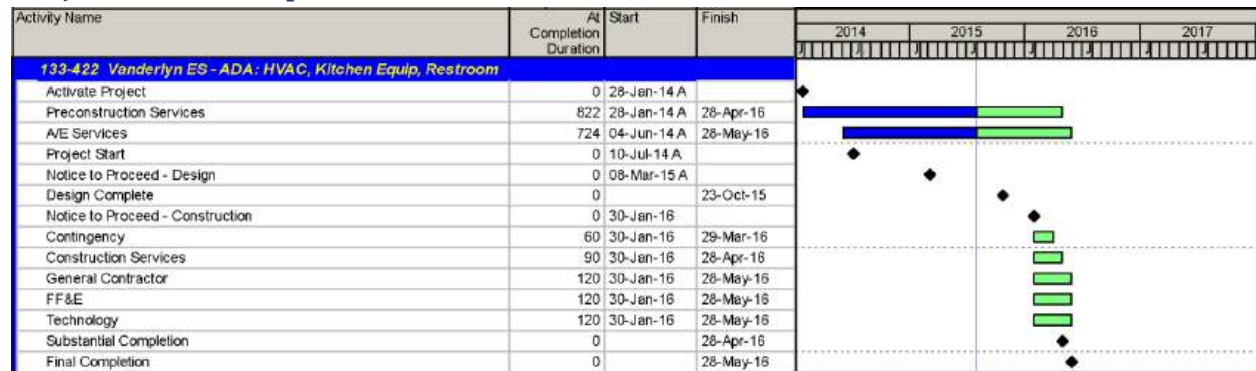 Activity Name At Completion Duration Start Finish
2014 2015 2016 2017
J J J J J J J J
133-422 Vanderlyn ES - ADA: HVAC, Kitchen Equip, Restroom
Activate Project 0 28-Jan-14 A
Preconstruction Services 822 28-Jan-14 A 28-Apr-16
A/E Services 724 04-Jun-14 A 28-May-16
Project Start 0 10-Jul-14 A
Notice to Proceed - Design 0 08-Mar-15 A
Design Complete 0 23-Oct-15
Notice to Proceed - Construction 0 30-Jan-16
Contingency 60 30-Jan-16 29-Mar-16
Construction Services 90 30-Jan-16 28-Apr-16
General Contractor 120 30-Jan-16 28-May-16
FF&E 120 30-Jan-16 28-May-16
Technology 120 30-Jan-16 28-May-16
Substantial Completion 0 28-Apr-16
Final Completion 0 28-May-16